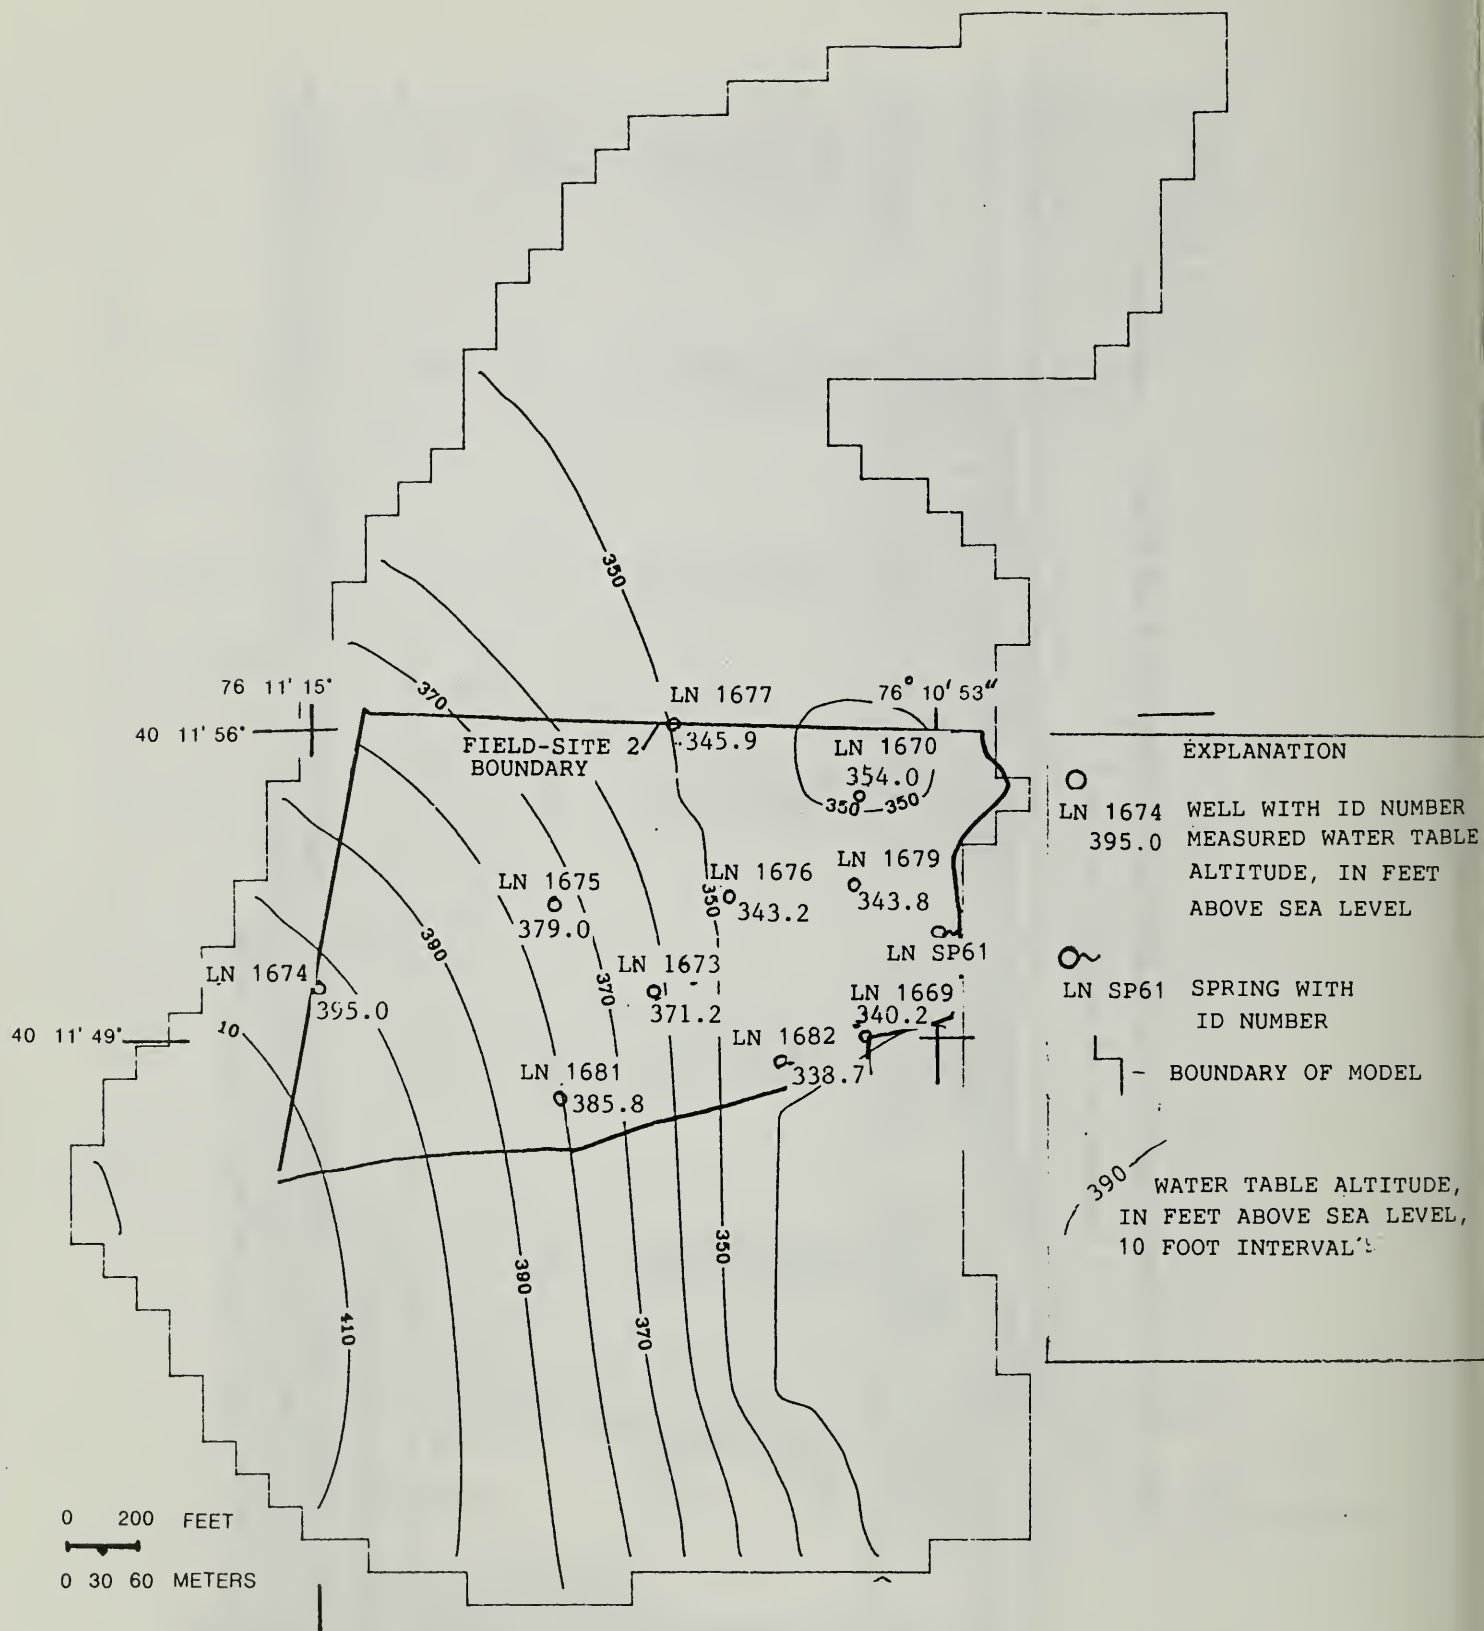 350
370
76 11' 15"
LN 1677
76° 10' 53"
40 11' 56"
FIELD-SITE 2
BOUNDARY
345.9
LN 1670
354.0
350
350
EXPLANATION
LN 1674 WELL WITH ID NUMBER
395.0 MEASURED WATER TABLE
ALTITUDE, IN FEET
ABOVE SEA LEVEL
LN 1675
379.0
LN 1676
343.2
350
LN 1679
343.8
390
LN SP61
LN SP61 SPRING WITH
ID NUMBER
LN 1674
395.0
LN 1673
371.2
370
LN 1669
340.2
10
40 11' 49"
LN 1682
338.7
LN 1681
385.8
BOUNDARY OF MODEL
390 WATER TABLE ALTITUDE,
IN FEET ABOVE SEA LEVEL,
10 FOOT INTERVAL
350
390
410
370
0 200 FEET
0 30 60 METERS